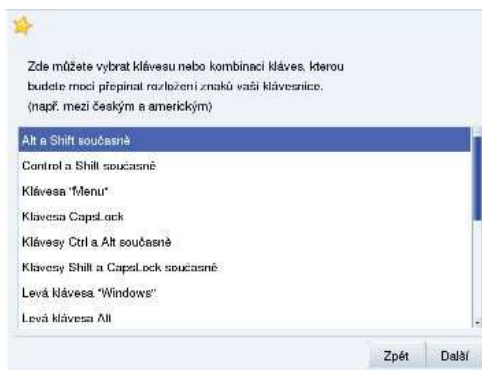 Zde můžete vybrat klávesu nebo kombinaci kláves, kterou
budete moci přepínat rozložení znaků vaší klávesnice.
(např. mezi českým a americkým)
Alt a Shift současně
Control a Shift současně
Klávesa "Menu"
Klávesa CapsLock
Klávesy Ctrl a Alt současně
Klávesy Shift a CapsLock současně
Levá klávesa "Windows"
Levá klávesa Alt
Zpět
Další